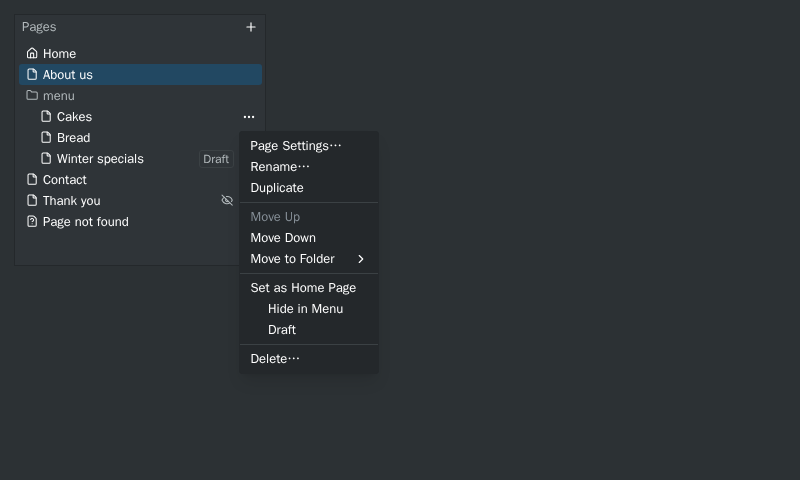 Pages
Home
About us
menu
Cakes
Bread
Winter specials Draft
Contact
Thank you
Page not found
Page Settings···
Rename···
Duplicate
Move Up
Move Down
Move to Folder
Set as Home Page
Hide in Menu
Draft
Delete···